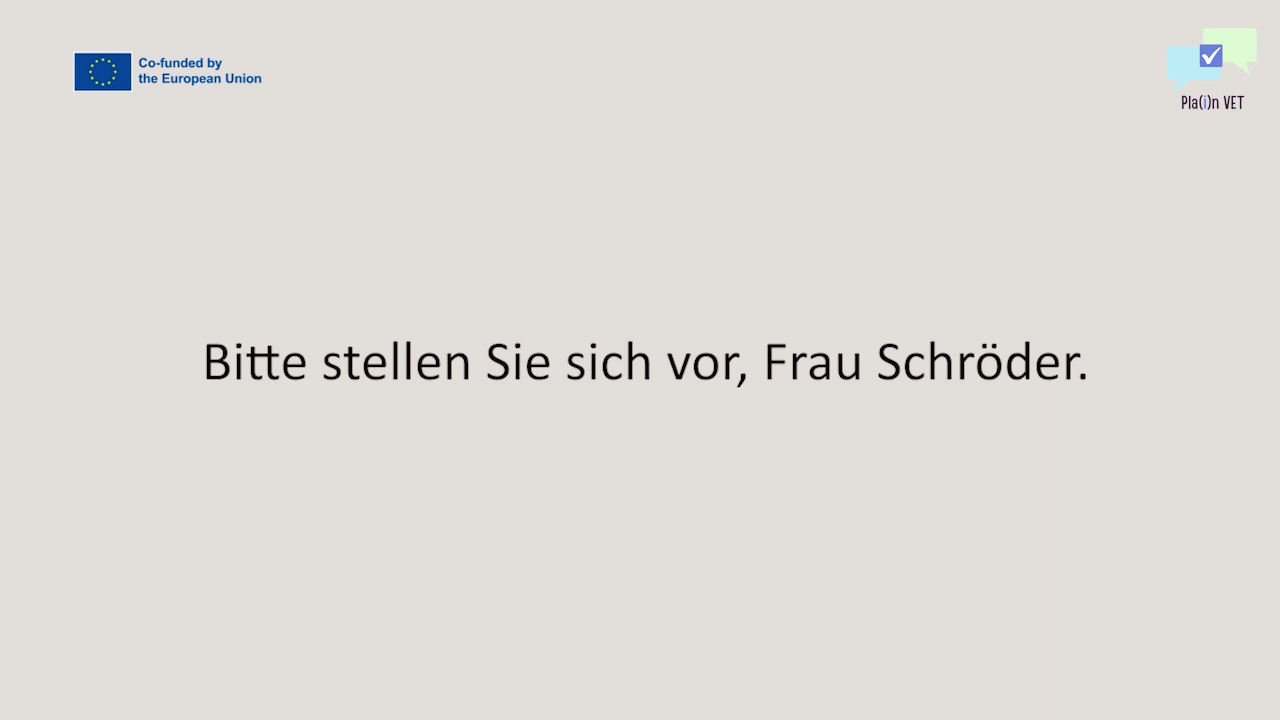 Co-funded by
the European Union
Pla(i)n VET
Bitte stellen Sie sich vor, Frau Schröder.